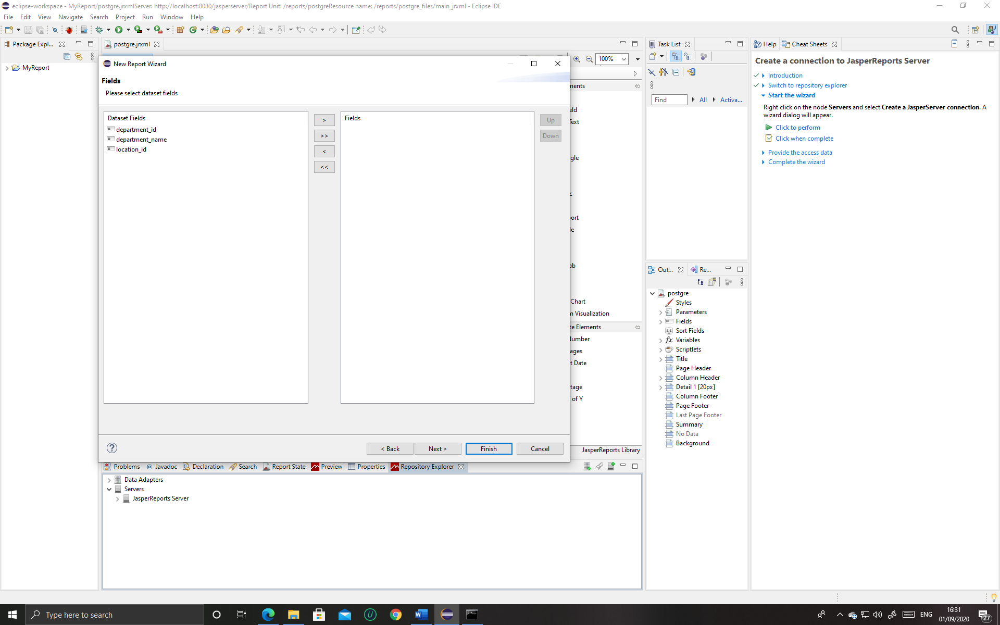 eclipse-workspace - MyReport/postgre.jrxmlServer: http://localhost:8080/jasperserver/Report Unit: /reports/postgreResource name: /reports/postgre_files/main_jrxml - Eclipse IDE
File Edit View Navigate Search Project Run Window Help
Package Expl...
MyReport
postgre.jrxml
100%
New Report Wizard
Fields
Please select dataset fields
Dataset Fields
department_id
department_name
location_id
>
>>
<
<<
Fields
Up
Down
< Back
Next >
Finish
Cancel
ments
eld
Text
gle
c
ort
le
ab
Chart
m Visualization
te Elements
Number
ages
t Date
tage
of Y
JasperReports Library
Task List
Find
All
Activa...
Out...
Re...
postgre
Styles
Parameters
Fields
Sort Fields
Variables
Scriptlets
Title
Page Header
Column Header
Detail 1 [20px]
Column Footer
Page Footer
Last Page Footer
Summary
No Data
Background
Help
Cheat Sheets
Create a connection to JasperReports Server
Introduction
Switch to repository explorer
Start the wizard
Right click on the node Servers and select Create a JasperServer connection. A
wizard dialog will appear.
Click to perform
Click when complete
Provide the access data
Complete the wizard
Problems
@ Javadoc
Declaration
Search
Report State
Preview
Properties
Repository Explorer
Data Adapters
Servers
JasperReports Server
Type here to search
ENG
16:31
01/09/2020
27